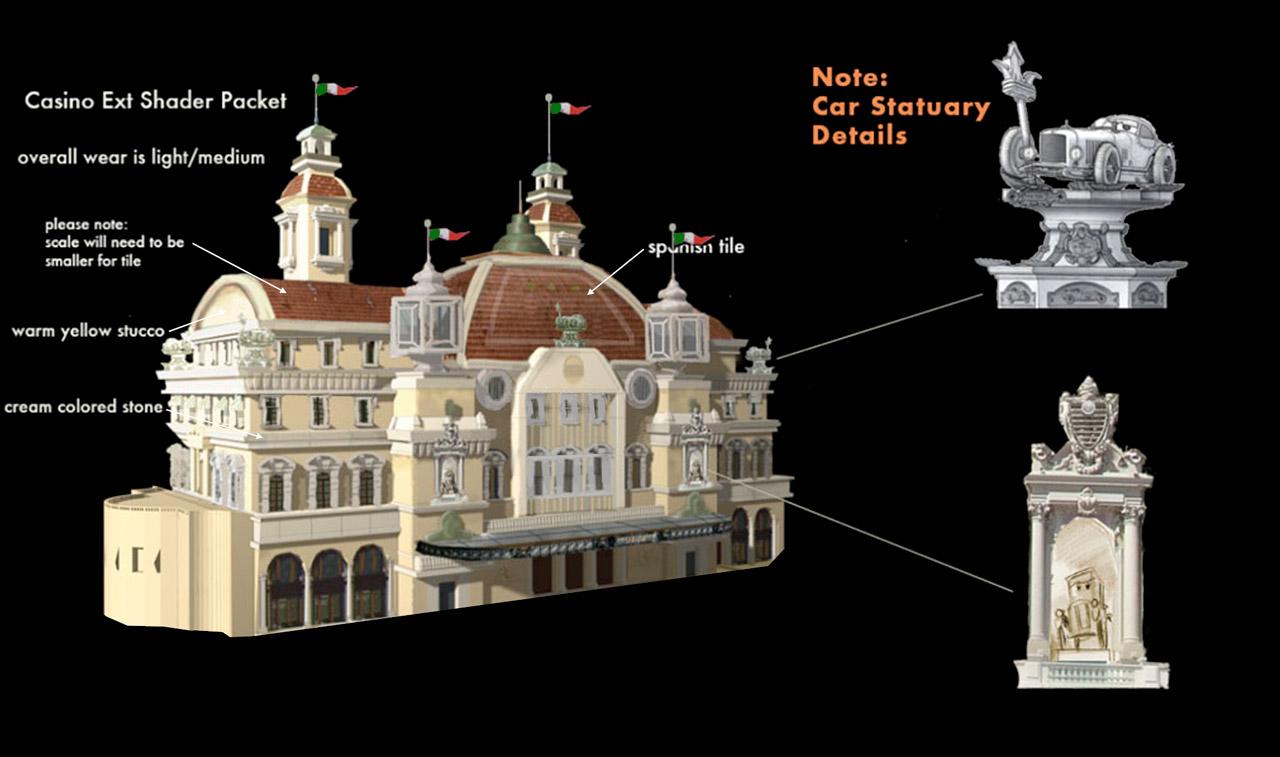 Casino Ext Shader Packet
overall wear is light/medium
please note:
scale will need to be
smaller for tile
warm yellow stucco
cream colored stone
spanish tile
Note:
Car Statuary
Details